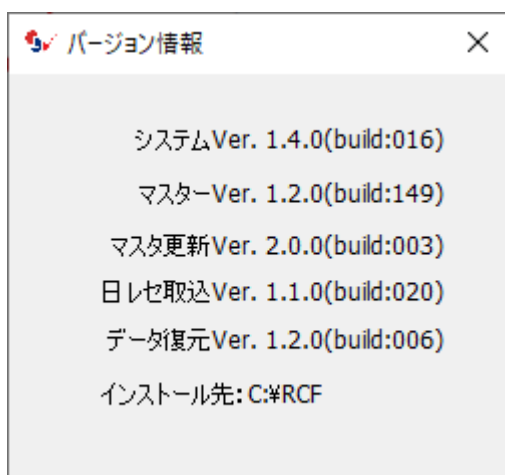 バージョン情報
システムVer. 1.4.0(build:016)
マスターVer. 1.2.0(build:149)
マスタ更新Ver. 2.0.0(build:003)
日レセ取込Ver. 1.1.0(build:020)
データ復元Ver. 1.2.0(build:006)
インストール先: C:¥RCF